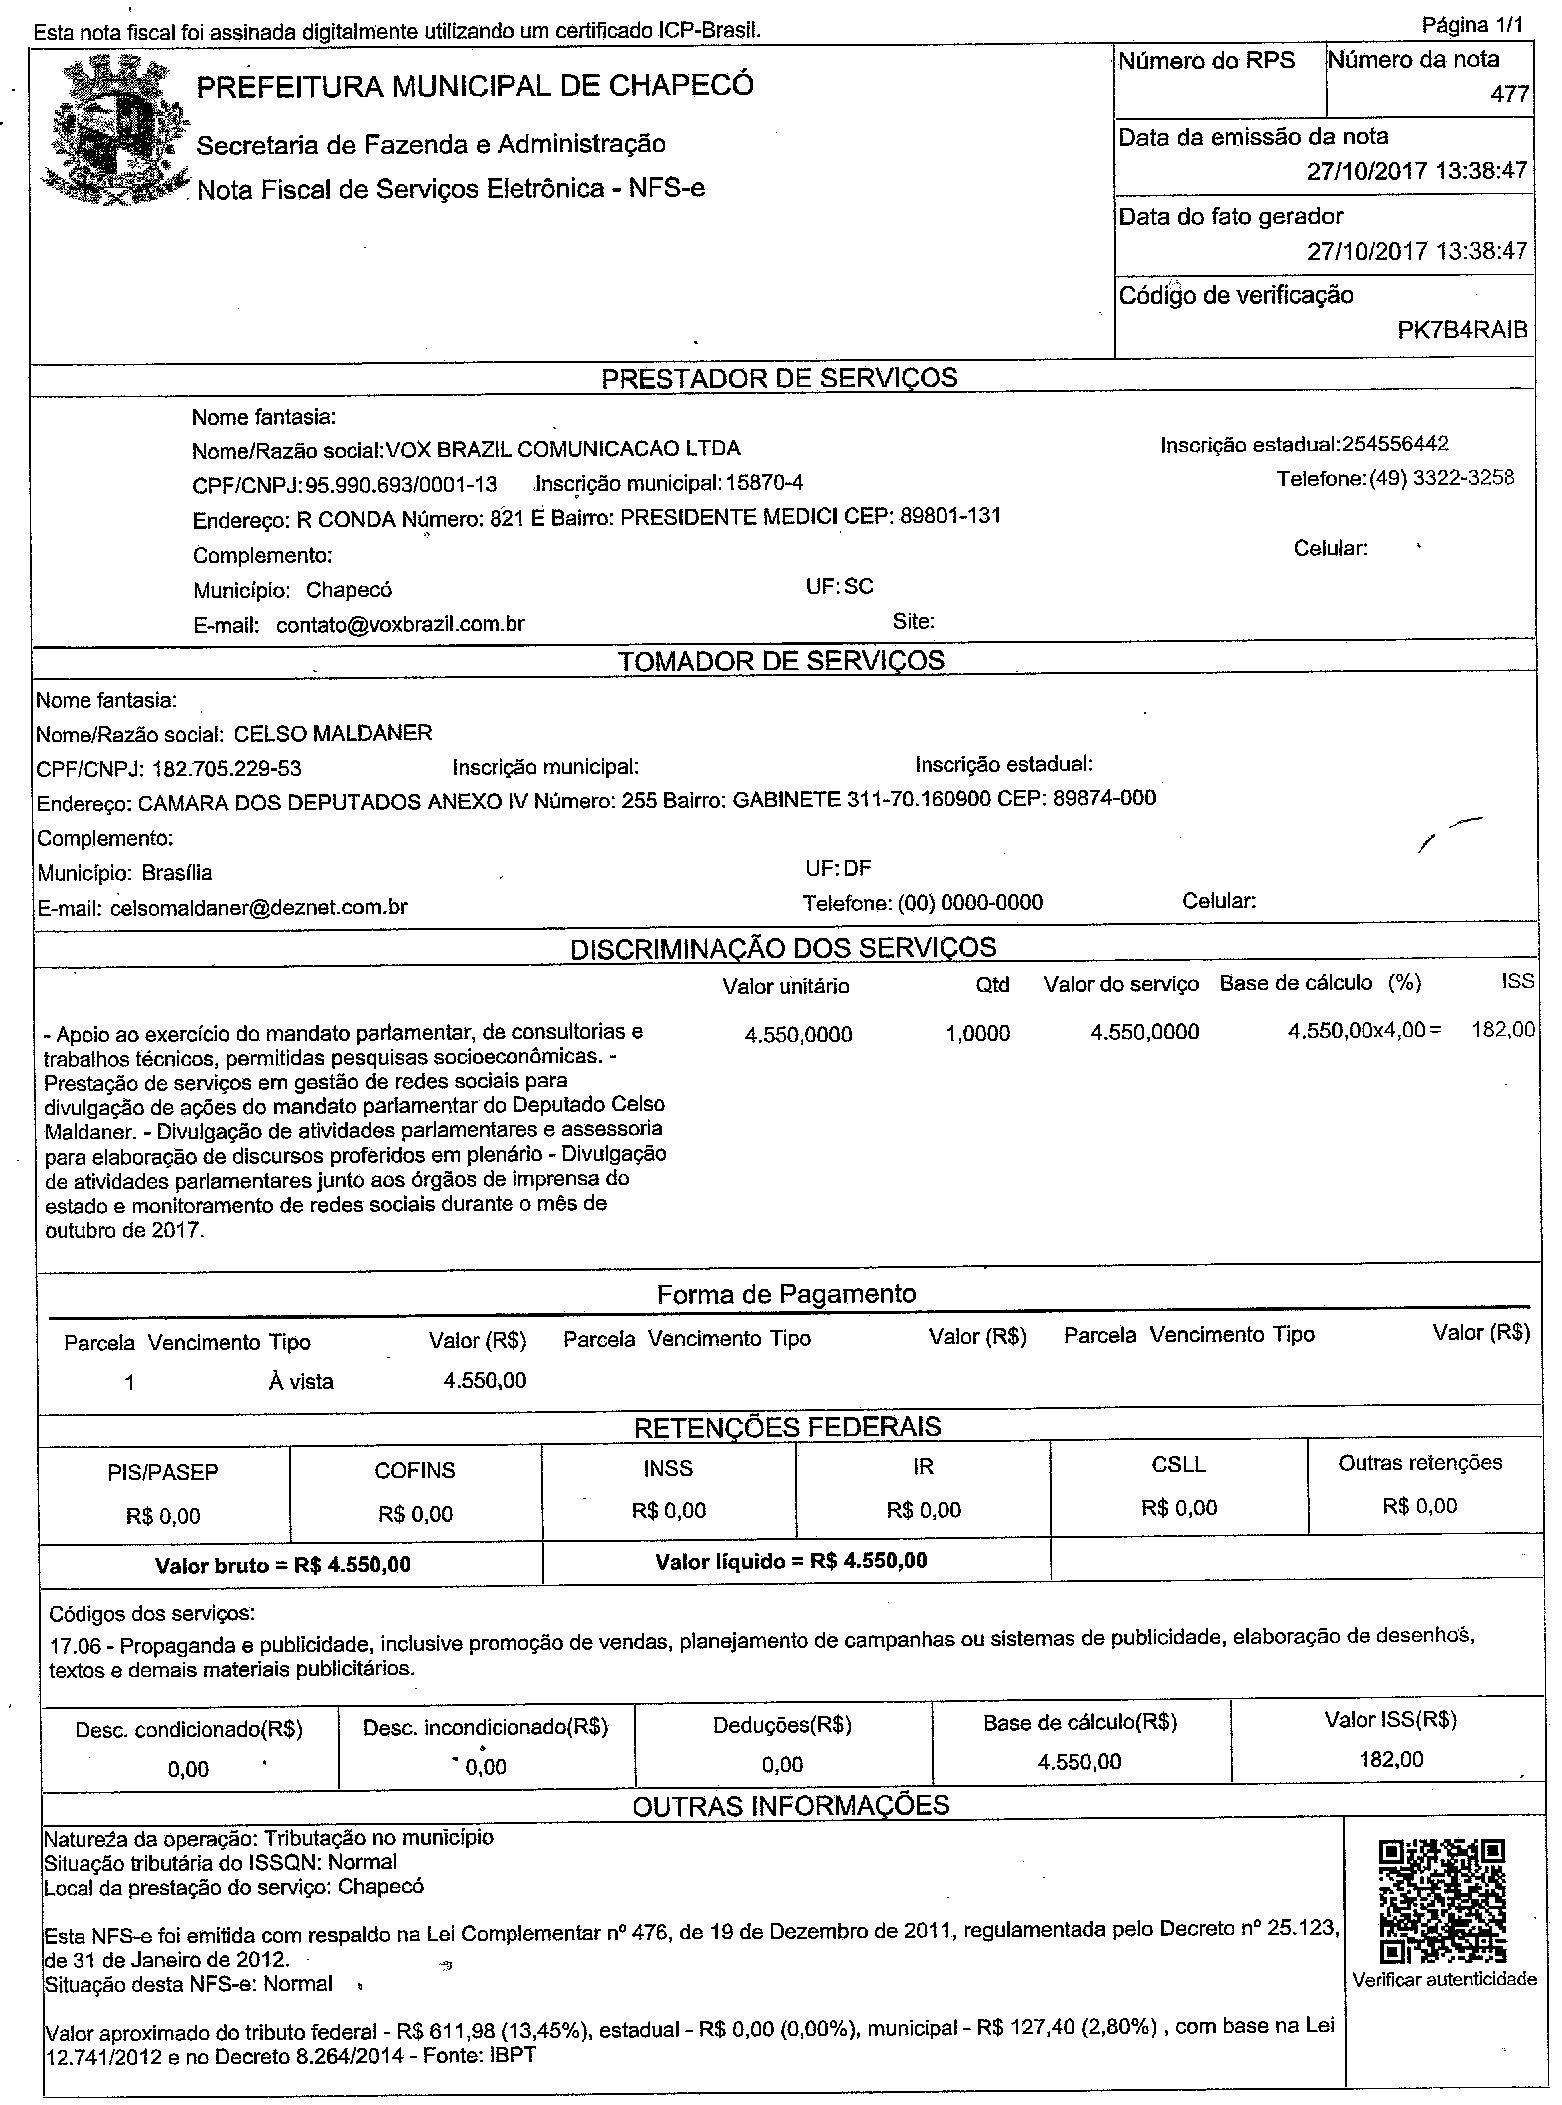 Esta nota fiscal foi assinada digitalmente utilizando um certificado ICP-Brasil.
Página 1/1
PREFEITURA MUNICIPAL DE CHAPECÓ
Secretaria de Fazenda e Administração
Nota Fiscal de Serviços Eletrônica - NFS-e
Número do RPS
Número da nota
477
Data da emissão da nota
27/10/2017 13:38:47
Data do fato gerador
27/10/2017 13:38:47
Código de verificação
PK7B4RAIB
PRESTADOR DE SERVIÇOS
Nome fantasia:
Nome/Razão social:VOX BRAZIL COMUNICACAO LTDA Inscrição estadual:254556442
CPF/CNPJ:95.990.693/0001-13 Inscrição municipal:15870-4 Telefone:(49) 3322-3258
Endereço: R CONDA Número: 821 E Bairro: PRESIDENTE MEDICI CEP: 89801-131
Complemento: Celular:
Município: Chapecó UF:SC
E-mail: contato@voxbrazil.com.br Site:
TOMADOR DE SERVIÇOS
Nome fantasia:
Nome/Razão social: CELSO MALDANER
CPF/CNPJ: 182.705.229-53 Inscrição municipal: Inscrição estadual:
Endereço: CAMARA DOS DEPUTADOS ANEXO IV Número: 255 Bairro: GABINETE 311-70.160900 CEP: 89874-000
Complemento:
Município: Brasília UF:DF
E-mail: celsomaldaner@deznet.com.br Telefone: (00) 0000-0000 Celular:
DISCRIMINAÇÃO DOS SERVIÇOS
Valor unitário Qtd Valor do serviço Base de cálculo (%) ISS
- Apoio ao exercício do mandato parlamentar, de consultorias e 4.550,0000 1,0000 4.550,0000 4.550,00x4,00= 182,00
trabalhos técnicos, permitidas pesquisas socioeconômicas. -
Prestação de serviços em gestão de redes sociais para
divulgação de ações do mandato parlamentar do Deputado Celso
Maldaner. - Divulgação de atividades parlamentares e assessoria
para elaboração de discursos proferidos em plenário - Divulgação
de atividades parlamentares junto aos órgãos de imprensa do
estado e monitoramento de redes sociais durante o mês de
outubro de 2017.
Forma de Pagamento
Parcela Vencimento Tipo Valor (R$) Parcela Vencimento Tipo Valor (R$) Parcela Vencimento Tipo Valor (R$)
1 À vista 4.550,00
RETENÇÕES FEDERAIS
PIS/PASEP COFINS INSS IR CSLL Outras retenções
R$ 0,00 R$ 0,00 R$ 0,00 R$ 0,00 R$ 0,00 R$ 0,00
Valor bruto = R$ 4.550,00 Valor líquido = R$ 4.550,00
Códigos dos serviços:
17.06 - Propaganda e publicidade, inclusive promoção de vendas, planejamento de campanhas ou sistemas de publicidade, elaboração de desenhos,
textos e demais materiais publicitários.
Desc. condicionado(R$) Desc. incondicionado(R$) Deduções(R$) Base de cálculo(R$) Valor ISS(R$)
0,00 0,00 0,00 4.550,00 182,00
OUTRAS INFORMAÇÕES
Natureza da operação: Tributação no município
Situação tributária do ISSQN: Normal
Local da prestação do serviço: Chapecó
Esta NFS-e foi emitida com respaldo na Lei Complementar nº 476, de 19 de Dezembro de 2011, regulamentada pelo Decreto nº 25.123,
de 31 de Janeiro de 2012.
Situação desta NFS-e: Normal
Verificar autenticidade
Valor aproximado do tributo federal - R$ 611,98 (13,45%), estadual - R$ 0,00 (0,00%), municipal - R$ 127,40 (2,80%) , com base na Lei
12.741/2012 e no Decreto 8.264/2014 - Fonte: IBPT